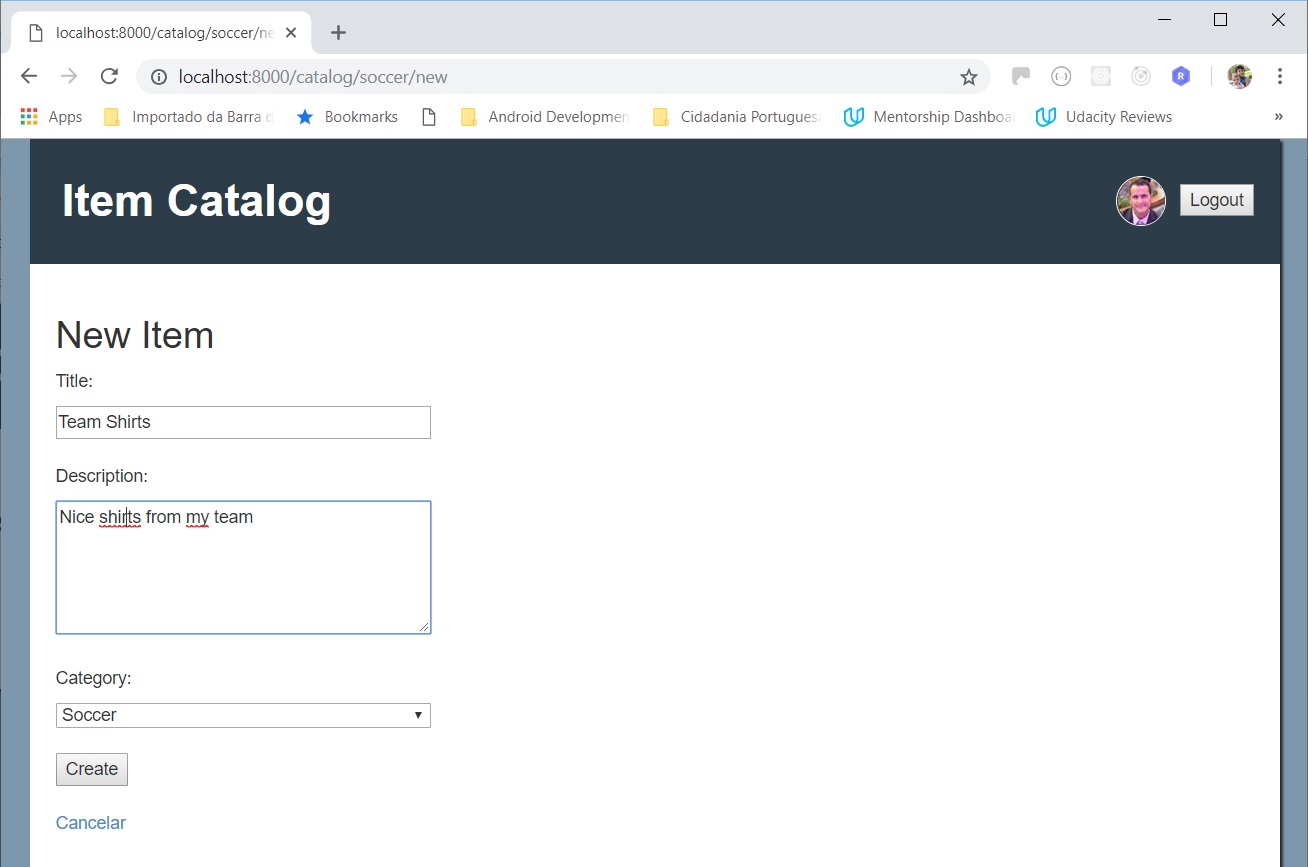 localhost:8000/catalog/soccer/ne
localhost:8000/catalog/soccer/new
R
Apps Importado da Barra d Bookmarks Android Developmen Cidadania Portugues Mentorship Dashboa Udacity Reviews »
Item Catalog
Logout
New Item
Title:
Team Shirts
Description:
Nice shirts from my team
Category:
Soccer
Create
Cancelar